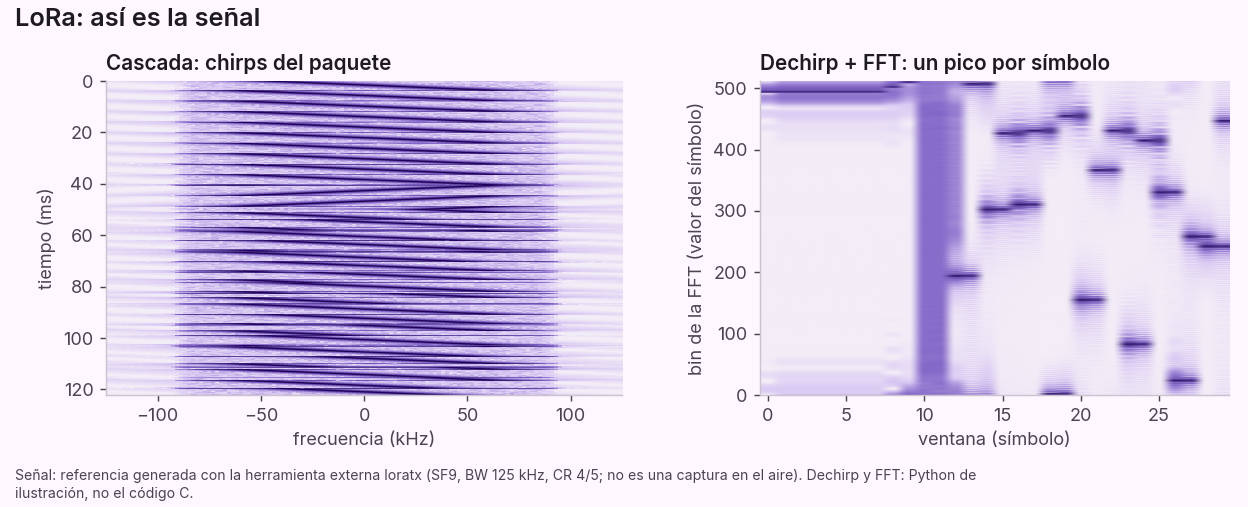 LoRa: así es la señal
Cascada: chirps del paquete
0
20
40
60
80
100
120
tiempo (ms)
−100
−50
0
50
100
frecuencia (kHz)
Dechirp + FFT: un pico por símbolo
500
400
300
200
100
0
bin de la FFT (valor del símbolo)
0
5
10
15
20
25
ventana (símbolo)
Señal: referencia generada con la herramienta externa loratx (SF9, BW 125 kHz, CR 4/5; no es una captura en el aire). Dechirp y FFT: Python de
ilustración, no el código C.